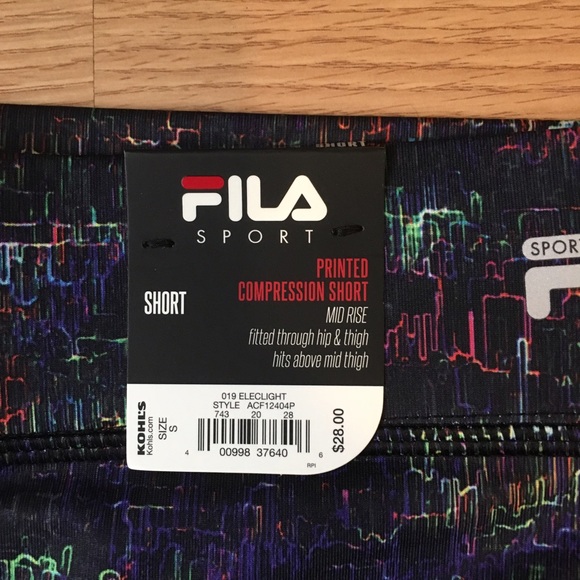 FILA
SPORT
PRINTED
COMPRESSION SHORT
SHORT
MID RISE
fitted through hip & thigh
hits above mid thigh
019 ELECLIGHT
STYLE ACF12404P
743 20 28
KOHL'S
Kohls.com
SIZE
S
4 00998 37640 6
RPI
$28.00
SPORT